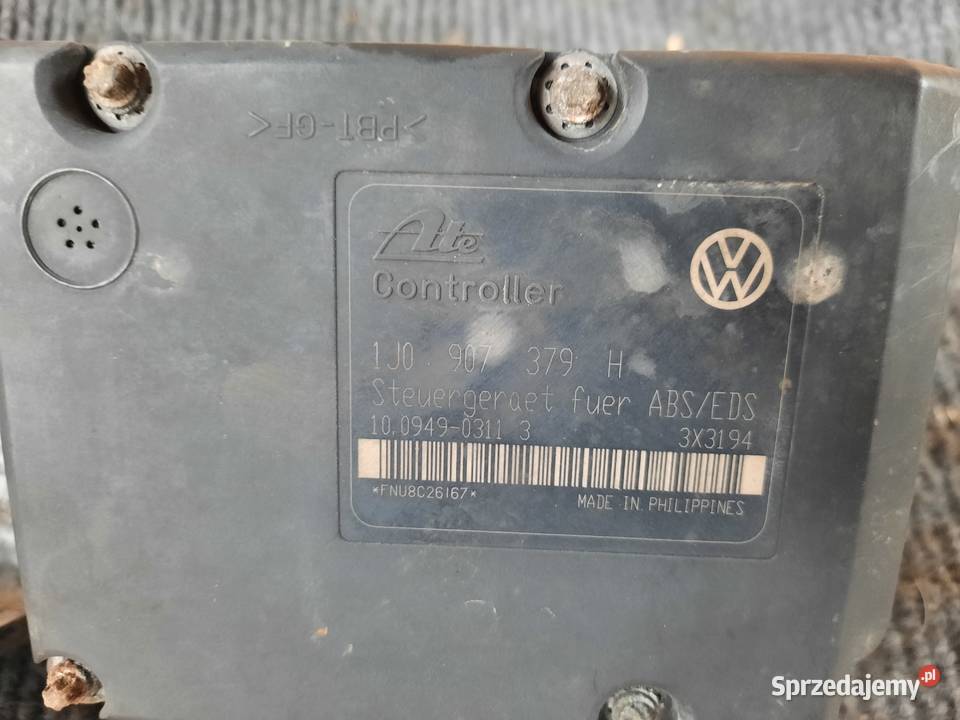 >PBT-GF<
Ate
Controller
1J0 907 379 H
Steuergeraet fuer ABS/EDS
10.0949-0311 3 3X3194
*FNU8C26167*
MADE IN PHILIPPINES
Sprzedajemy.pl